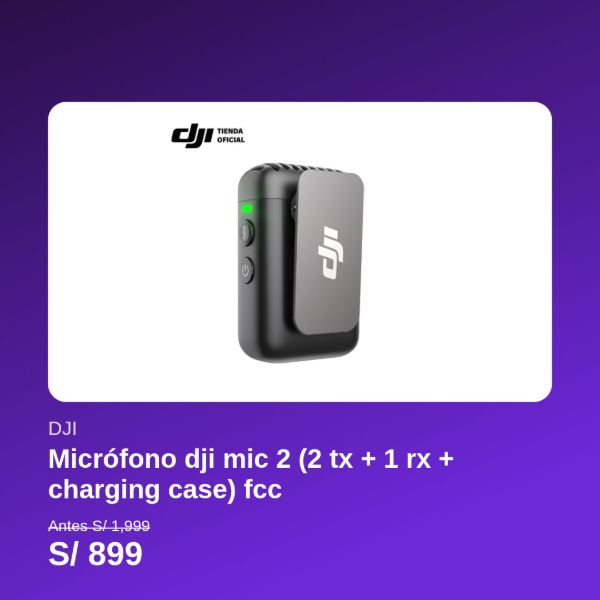 dji TIENDA
OFICIAL
dji
DJI
Micrófono dji mic 2 (2 tx + 1 rx +
charging case) fcc
Antes S/ 1,999
S/ 899